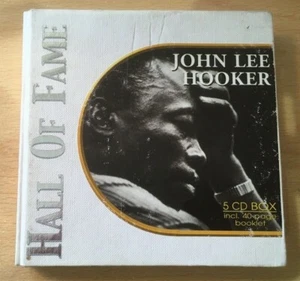 HALL OF FAME
JOHN LEE
HOOKER
5 CD BOX
incl. 40-page
booklet